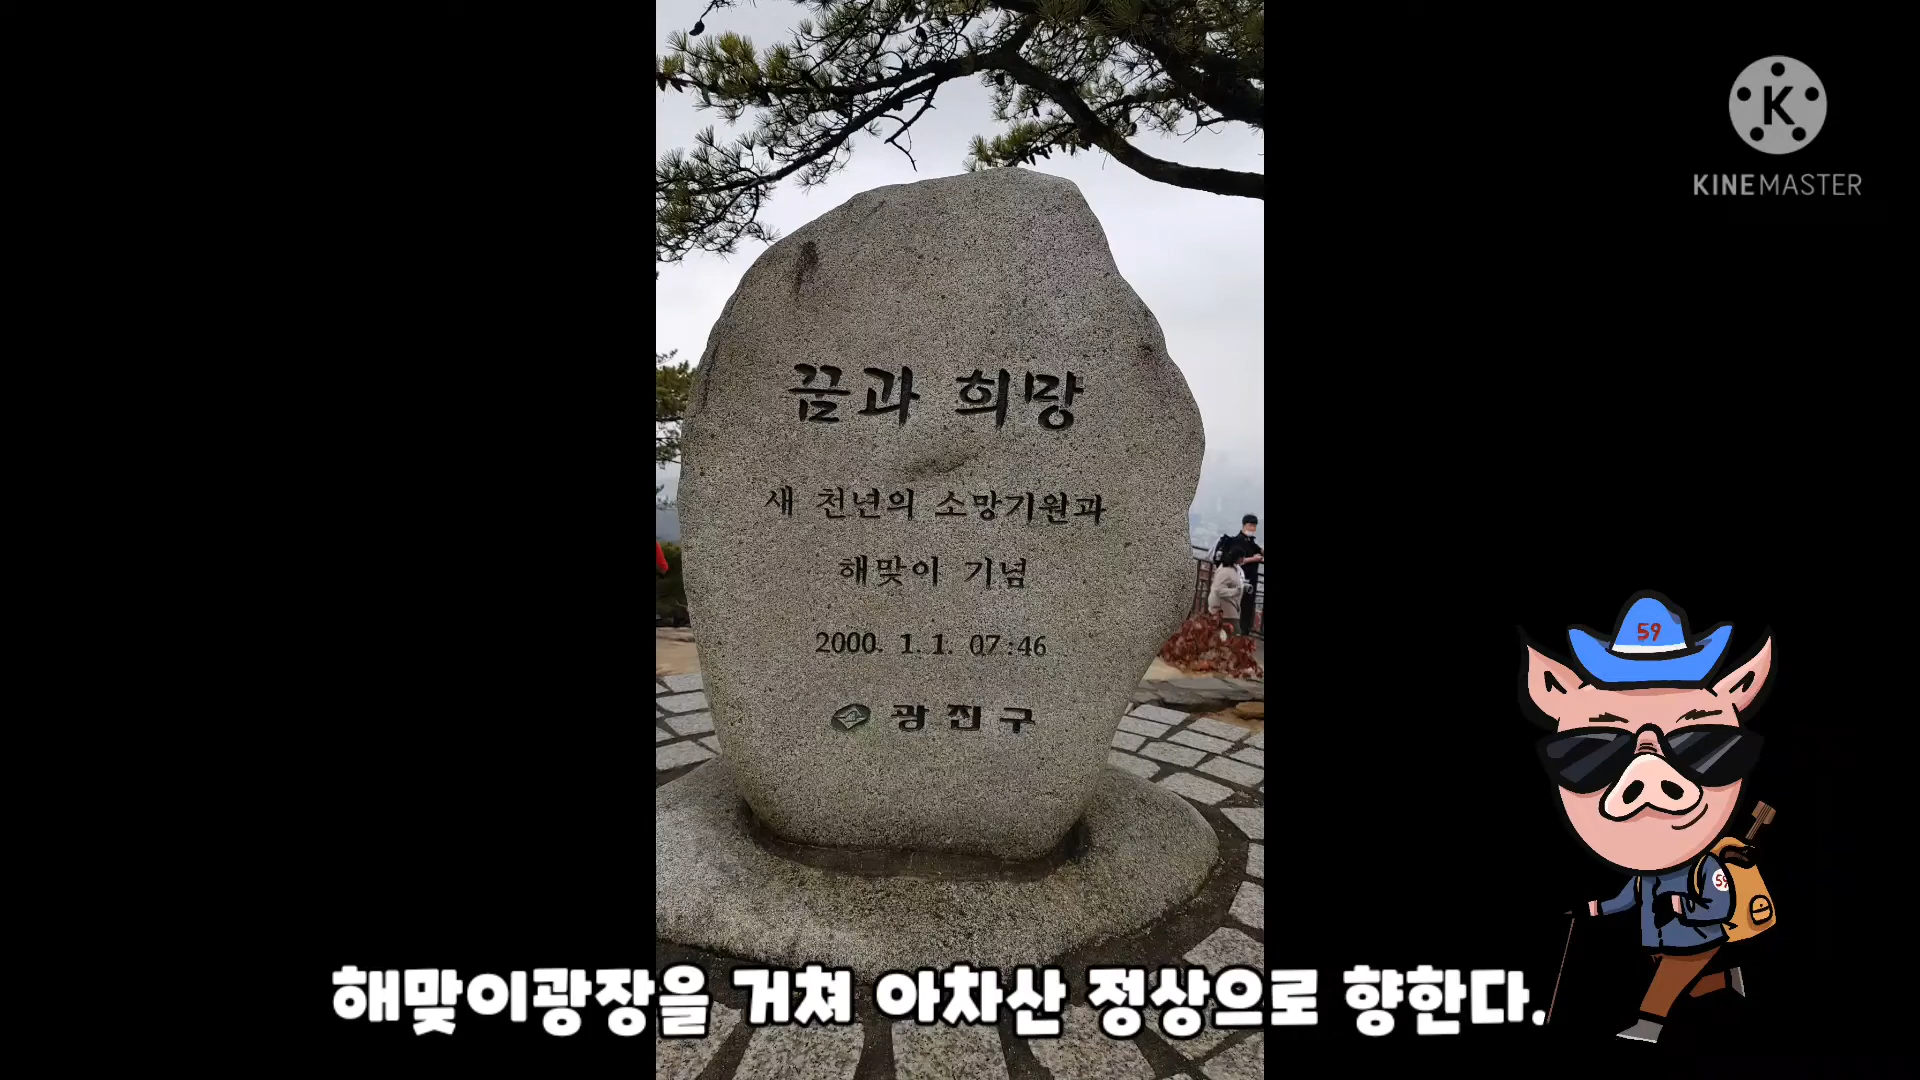 KINEMASTER
꿈과 희망
새 천년의 소망기원과
해맞이 기념
2000. 1. 1. 07:46
광진구
59
59
해맞이광장을 거쳐 아차산 정상으로 향한다.